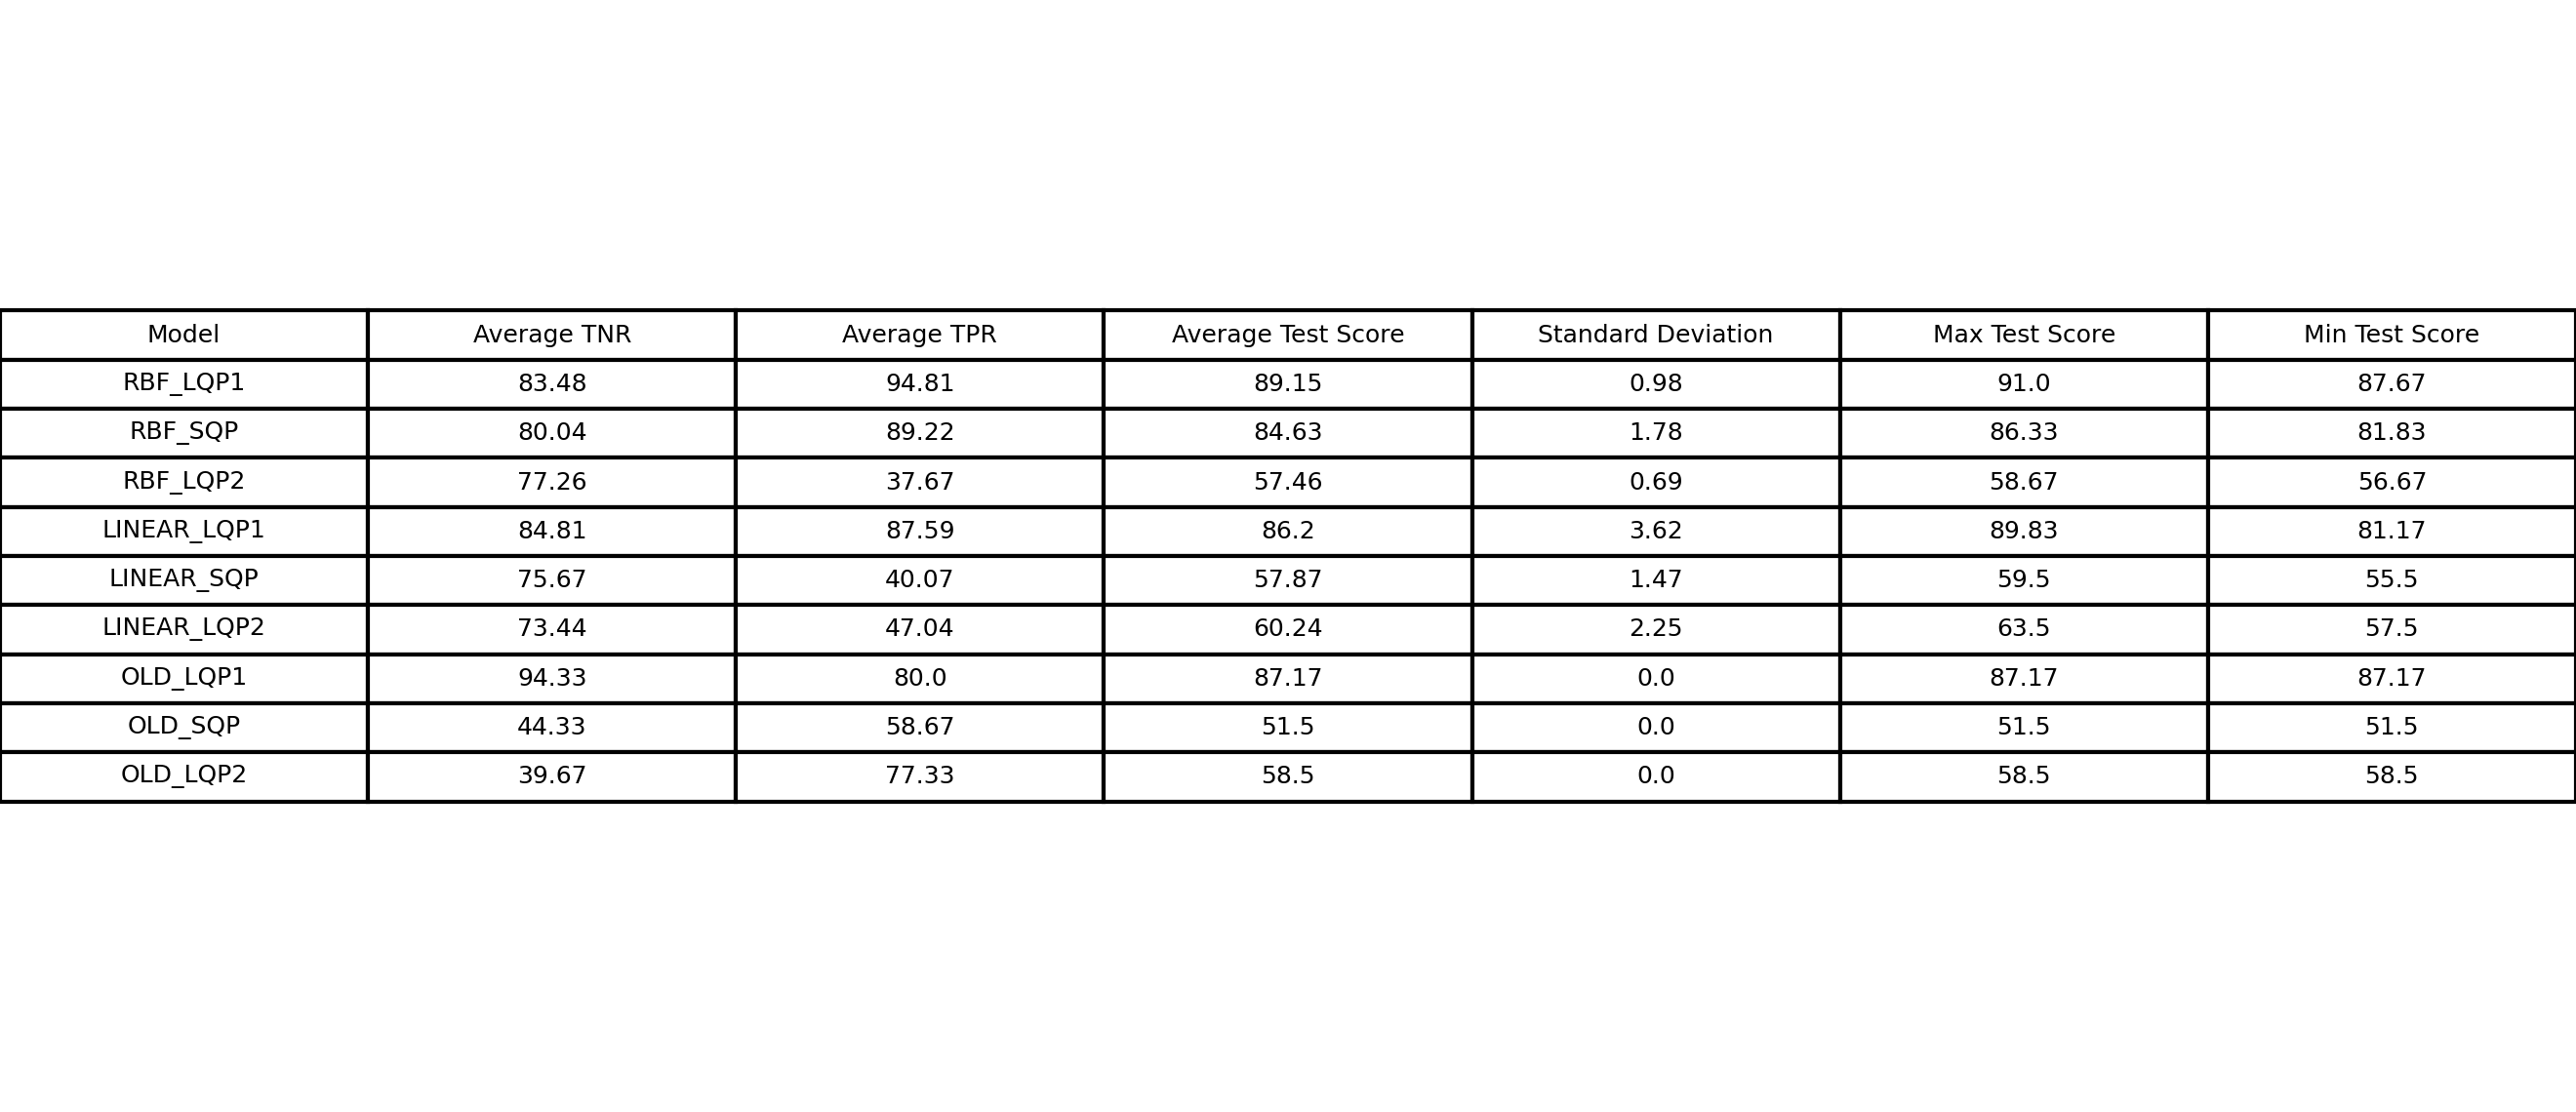 Model Average TNR Average TPR Average Test Score Standard Deviation Max Test Score Min Test Score
RBF_LQP1 83.48 94.81 89.15 0.98 91.0 87.67
RBF_SQP 80.04 89.22 84.63 1.78 86.33 81.83
RBF_LQP2 77.26 37.67 57.46 0.69 58.67 56.67
LINEAR_LQP1 84.81 87.59 86.2 3.62 89.83 81.17
LINEAR_SQP 75.67 40.07 57.87 1.47 59.5 55.5
LINEAR_LQP2 73.44 47.04 60.24 2.25 63.5 57.5
OLD_LQP1 94.33 80.0 87.17 0.0 87.17 87.17
OLD_SQP 44.33 58.67 51.5 0.0 51.5 51.5
OLD_LQP2 39.67 77.33 58.5 0.0 58.5 58.5